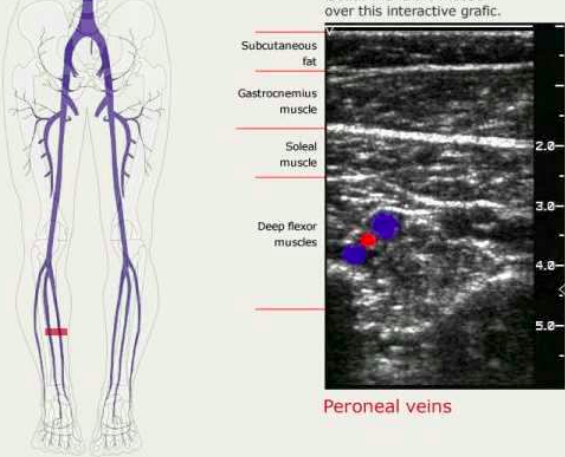 over this interactive grafic.
Subcutaneous
fat
Gastrocnemius
muscle
Soleal
muscle
Deep flexor
muscles
2.0
3.0
4.0
5.0
Peroneal veins